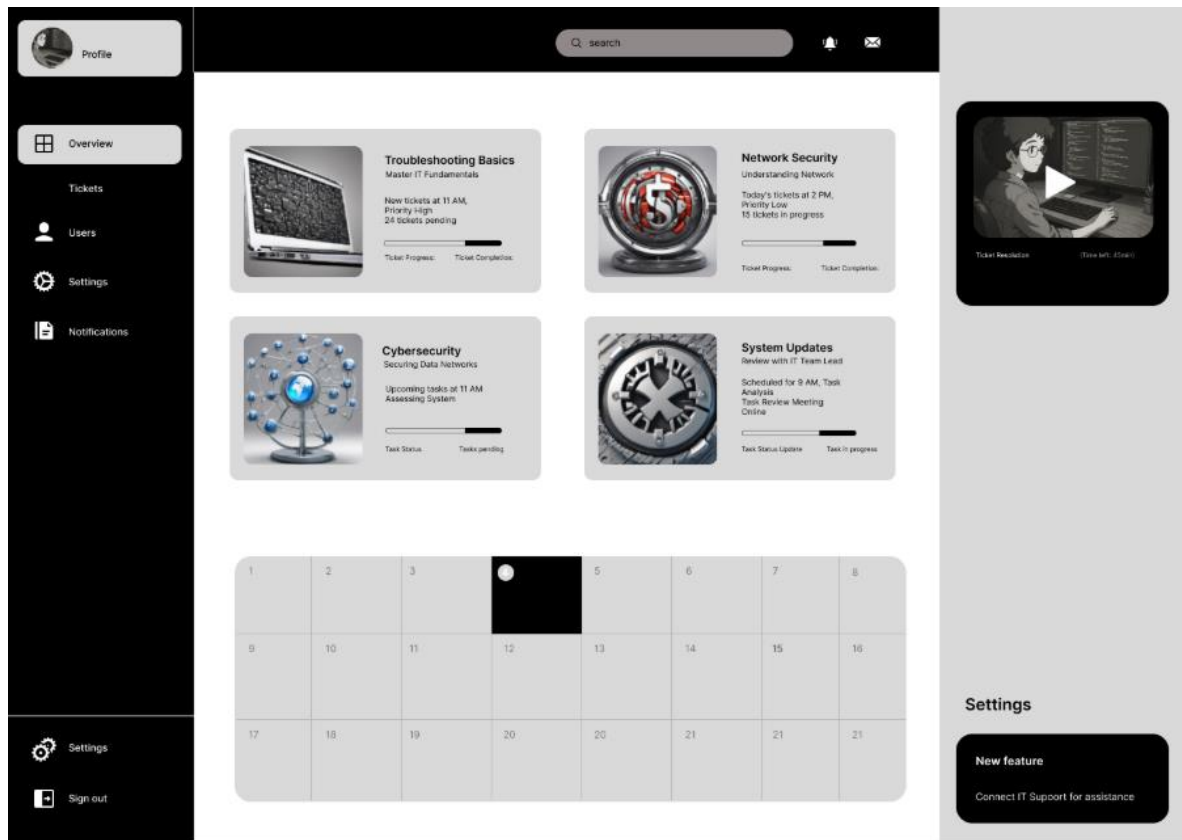 Profile
search
Overview
Tickets
Users
Settings
Notifications
Settings
Sign out
Troubleshooting Basics
Master IT Fundamentals
New tickets at 11 AM,
Priority High
24 tickets pending
Ticket Progress:
Ticket Completion:
Network Security
Understanding Network
Today's tickets at 2 PM,
Priority Low
15 tickets in progress
Ticket Progress:
Ticket Completion:
5
Cybersecurity
Securing Data Networks
Upcoming tasks at 11 AM
Assessing System
Task Status
Tasks pending
System Updates
Review with IT Team Lead
Scheduled for 9 AM, Task
Analysis
Task Review Meeting
Online
Task Status Update
Task in progress
1 2 3 4 5 6 7 8
9 10 11 12 13 14 15 16
17 18 19 20 20 21 21 21
Ticket Resolution
(Time left: 45min)
Settings
New feature
Connect IT Support for assistance